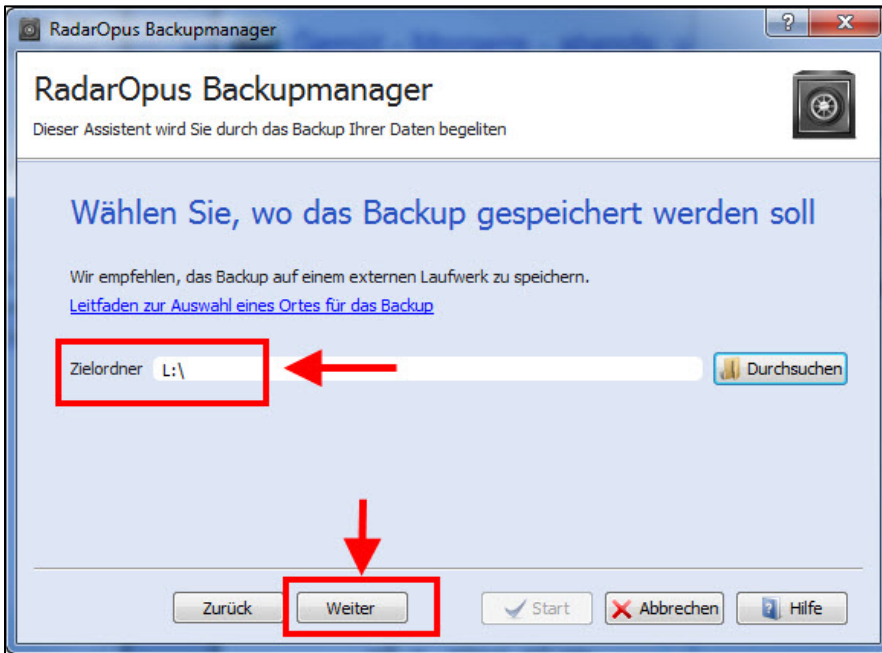 RadarOpus Backupmanager
RadarOpus Backupmanager
Dieser Assistent wird Sie durch das Backup Ihrer Daten begeliten
Wählen Sie, wo das Backup gespeichert werden soll
Wir empfehlen, das Backup auf einem externen Laufwerk zu speichern.
Leitfaden zur Auswahl eines Ortes für das Backup
Zielordner L:\ Durchsuchen
Zurück Weiter Start Abbrechen Hilfe